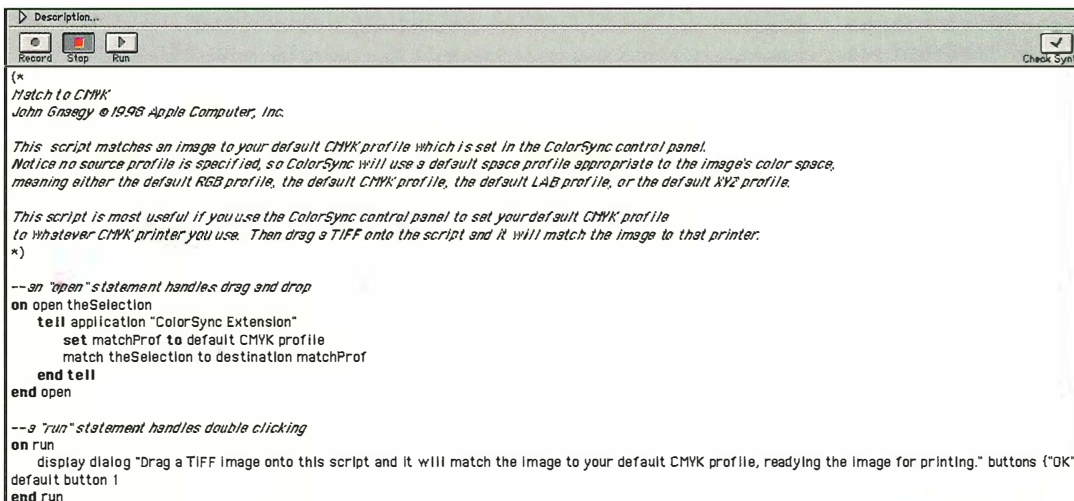 Description...
Record Stop Run
Check Syn
(*
Match to CMYK
John Gnaegy ©1998 Apple Computer, Inc.
This script matches an image to your default CMYK profile which is set in the ColorSync control panel.
Notice no source profile is specified, so ColorSync will use a default space profile appropriate to the image's color space,
meaning either the default RGB profile, the default CMYK profile, the default LAB profile, or the default XYZ profile.
This script is most useful if you use the ColorSync control panel to set your default CMYK profile
to whatever CMYK printer you use. Then drag a TIFF onto the script and it will match the image to that printer.
*)
--an "open" statement handles drag and drop
on open theSelection
tell application "ColorSync Extension"
set matchProf to default CMYK profile
match theSelection to destination matchProf
end tell
end open
--a "run" statement handles double clicking
on run
display dialog "Drag a TIFF image onto this script and it will match the image to your default CMYK profile, readying the image for printing." buttons {"OK"
default button 1
end run